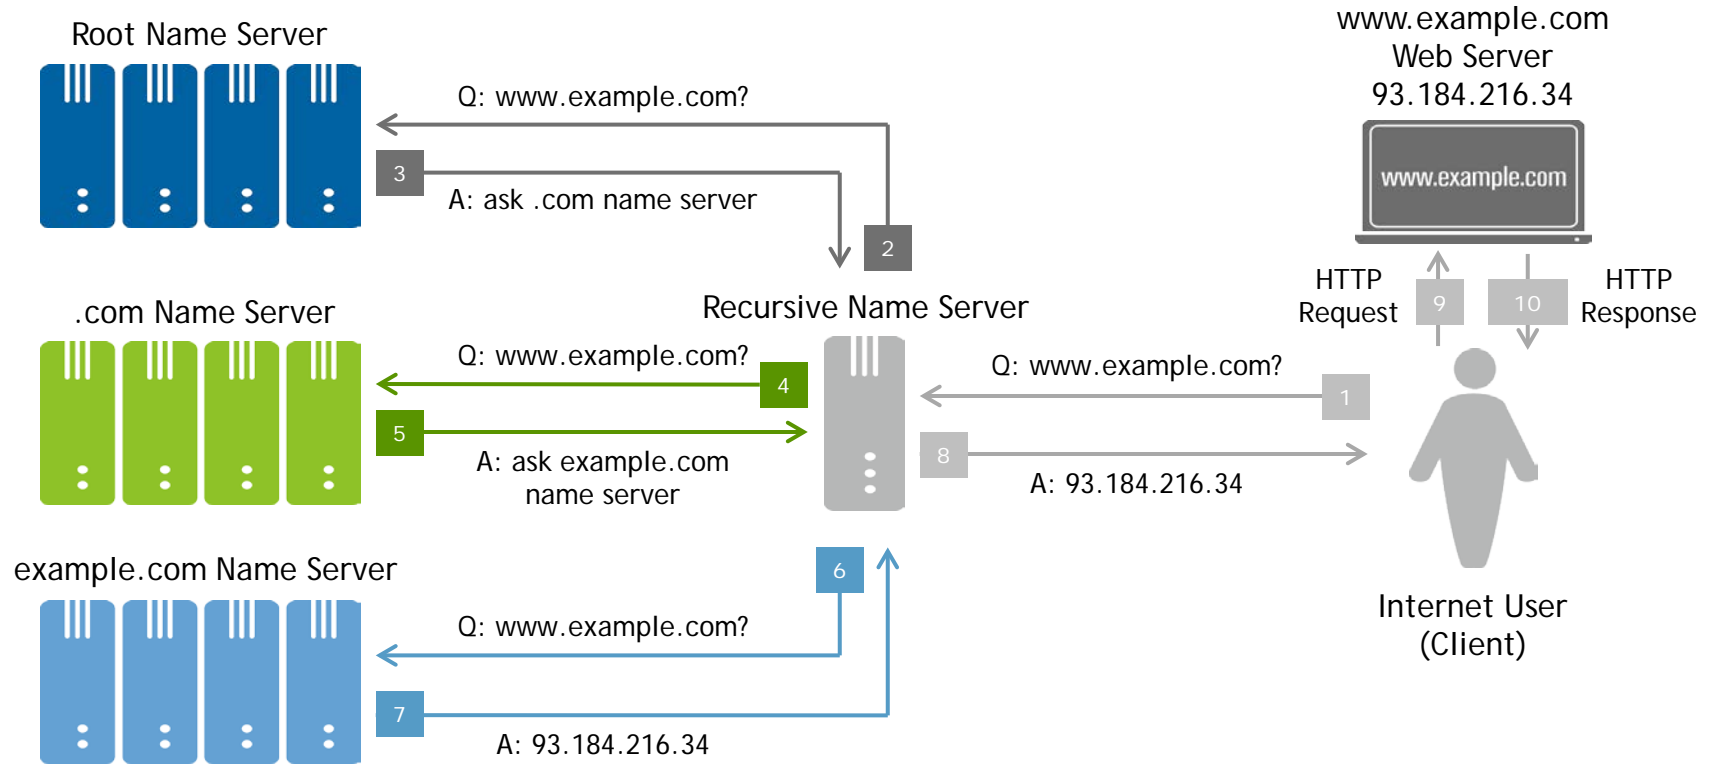 Root Name Server
Q: www.example.com?
3
A: ask .com name server
2
.com Name Server
Q: www.example.com?
4
5
A: ask example.com
name server
example.com Name Server
6
Q: www.example.com?
7
A: 93.184.216.34
Recursive Name Server
Q: www.example.com?
1
8
A: 93.184.216.34
www.example.com
Web Server
93.184.216.34
www.example.com
HTTP
Request
9
10
HTTP
Response
Internet User
(Client)